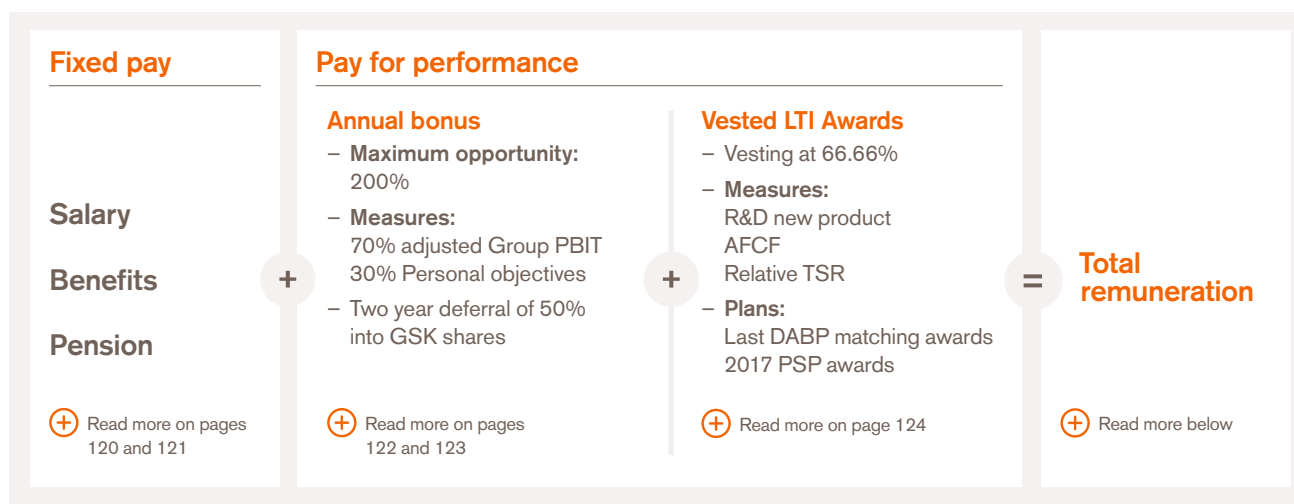 Fixed pay
Salary
Benefits
Pension
Read more on pages
120 and 121
+
Pay for performance
Annual bonus
– Maximum opportunity:
200%
– Measures:
70% adjusted Group PBIT
30% Personal objectives
– Two year deferral of 50%
into GSK shares
Read more on pages
122 and 123
+
Vested LTI Awards
– Vesting at 66.66%
– Measures:
R&D new product
AFCF
Relative TSR
– Plans:
Last DABP matching awards
2017 PSP awards
Read more on page 124
=
Total
remuneration
Read more below